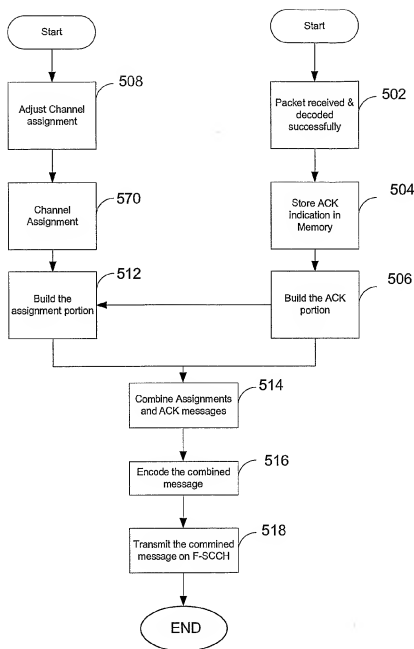 Start
Start
508
Adjust Channel
assignment
502
Packet received &
decoded
successfully
570
Channel
Assignment
504
Store ACK
indication in
Memory
512
Build the
assignment portion
506
Build the ACK
portion
514
Combine Assignments
and ACK messages
516
Encode the combined
message
518
Transmit the commined
message on F-SCCH
END